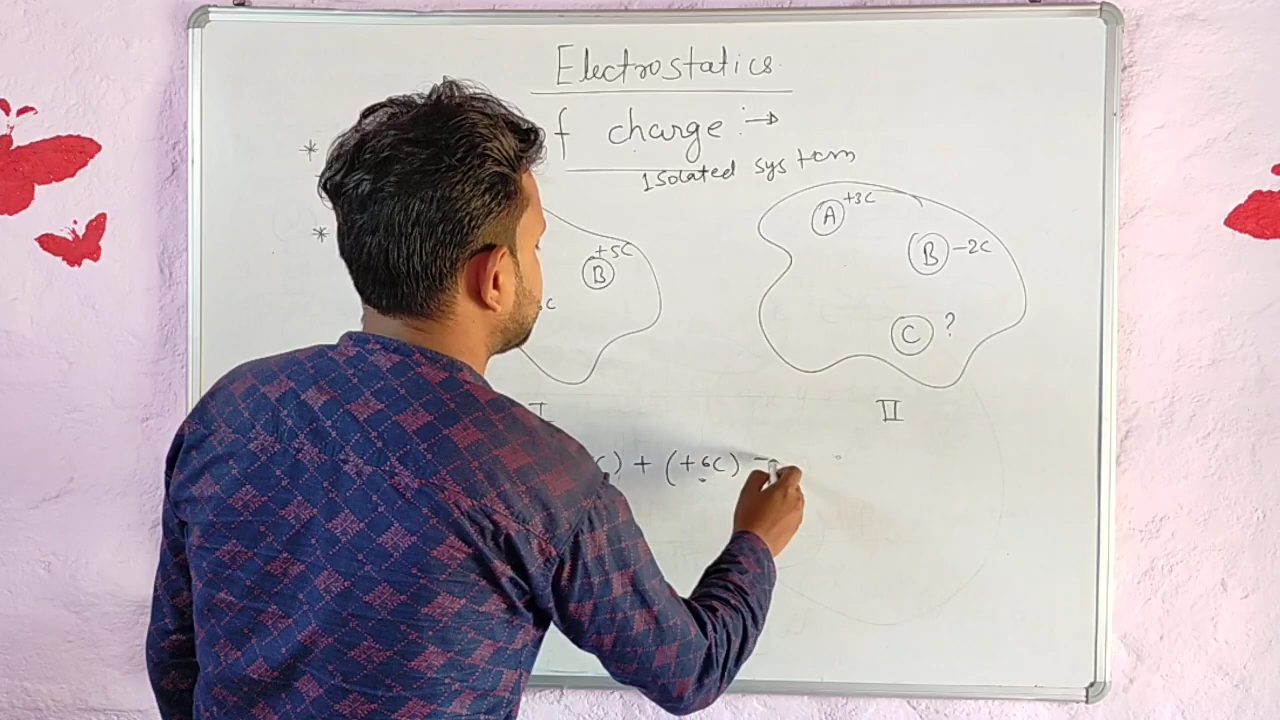 Electrostatics
* f charge :→
Isolated system
*
+5C
B
A +3C
B -2C
C ?
II
C) + (+6C) =